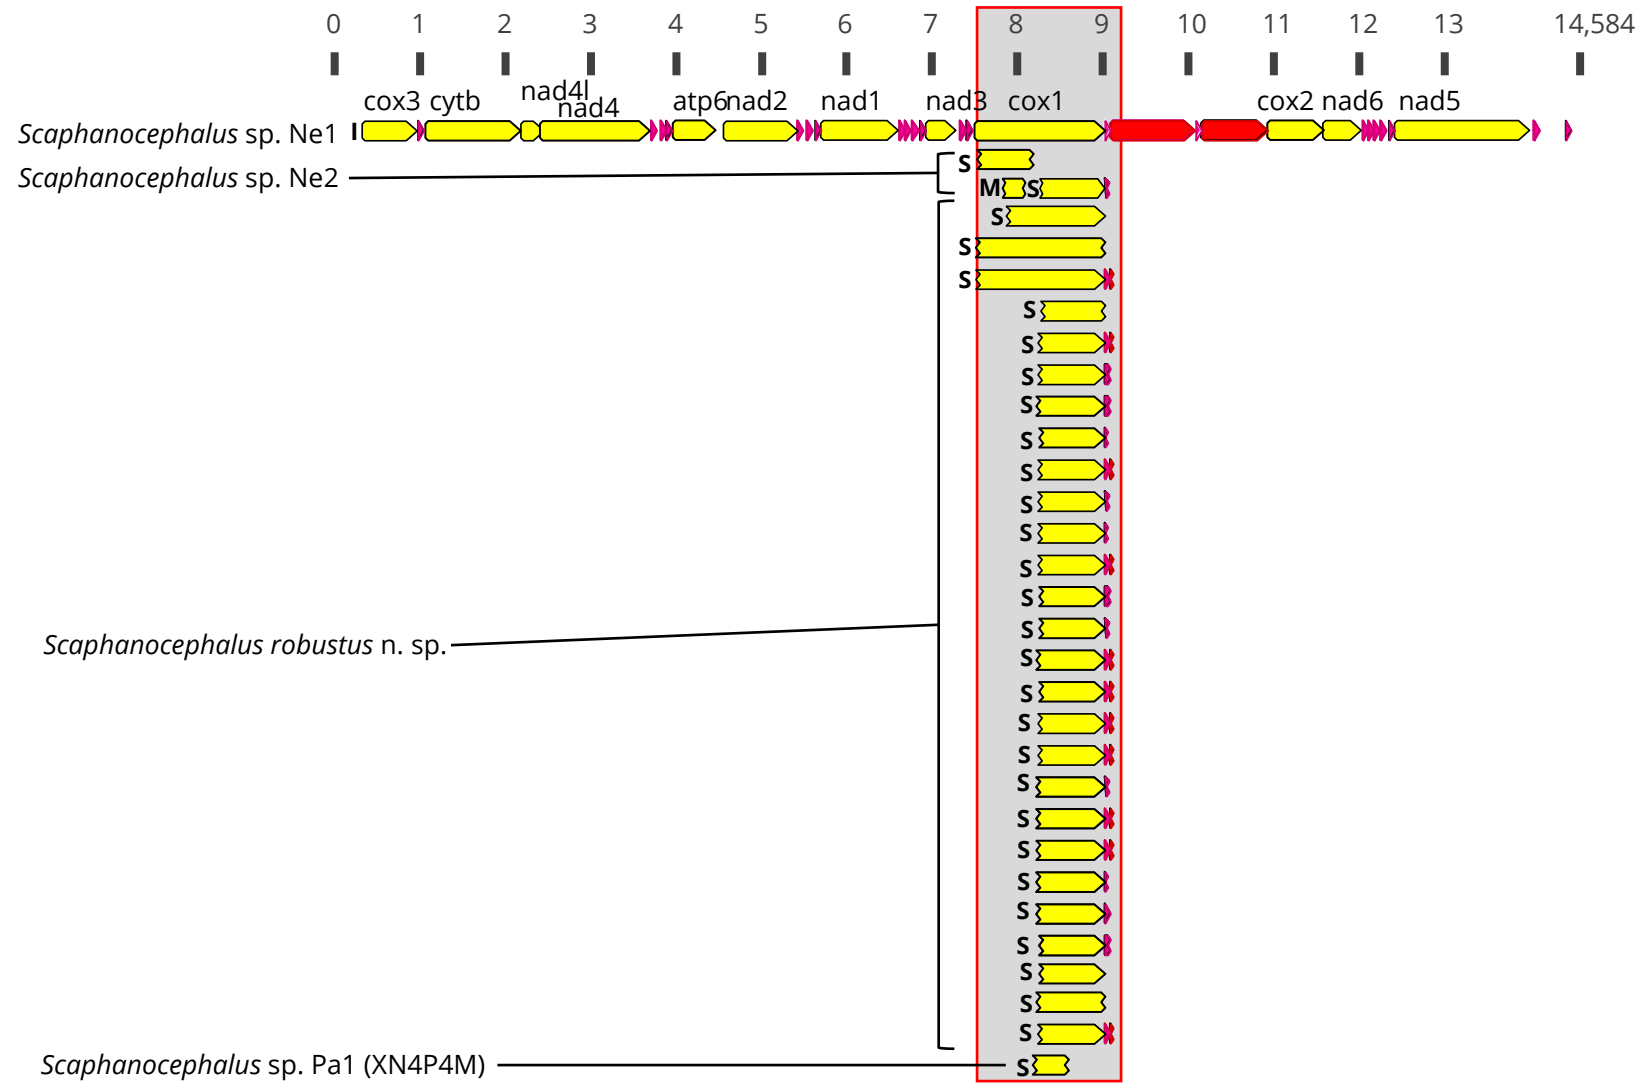 0 1 2 3 4 5 6 7 8 9 10 11 12 13 14,584
cox3 cytb nad4l nad4 atp6 nad2 nad1 nad3 cox1 cox2 nad6 nad5
Scaphanocephalus sp. Ne1
S
Scaphanocephalus sp. Ne2
M S
S
S
S
S
S
S
S
S
S
S
S
S
S
S
Scaphanocephalus robustus n. sp.
S
S
S
S
S
S
S
S
S
S
S
S
S
Scaphanocephalus sp. Pa1 (XN4P4M) S